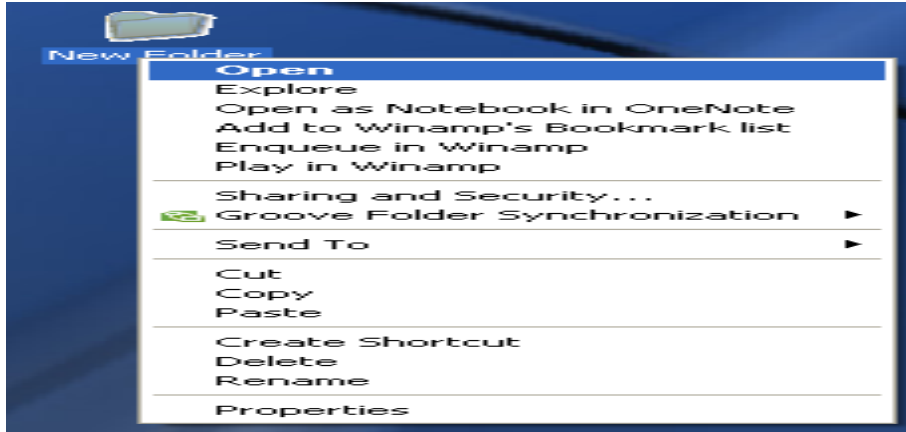 New Folder
Open
Explore
Open as Notebook in OneNote
Add to Winamp's Bookmark list
Enqueue in Winamp
Play in Winamp
Sharing and Security...
Groove Folder Synchronization
Send To
Cut
Copy
Paste
Create Shortcut
Delete
Rename
Properties